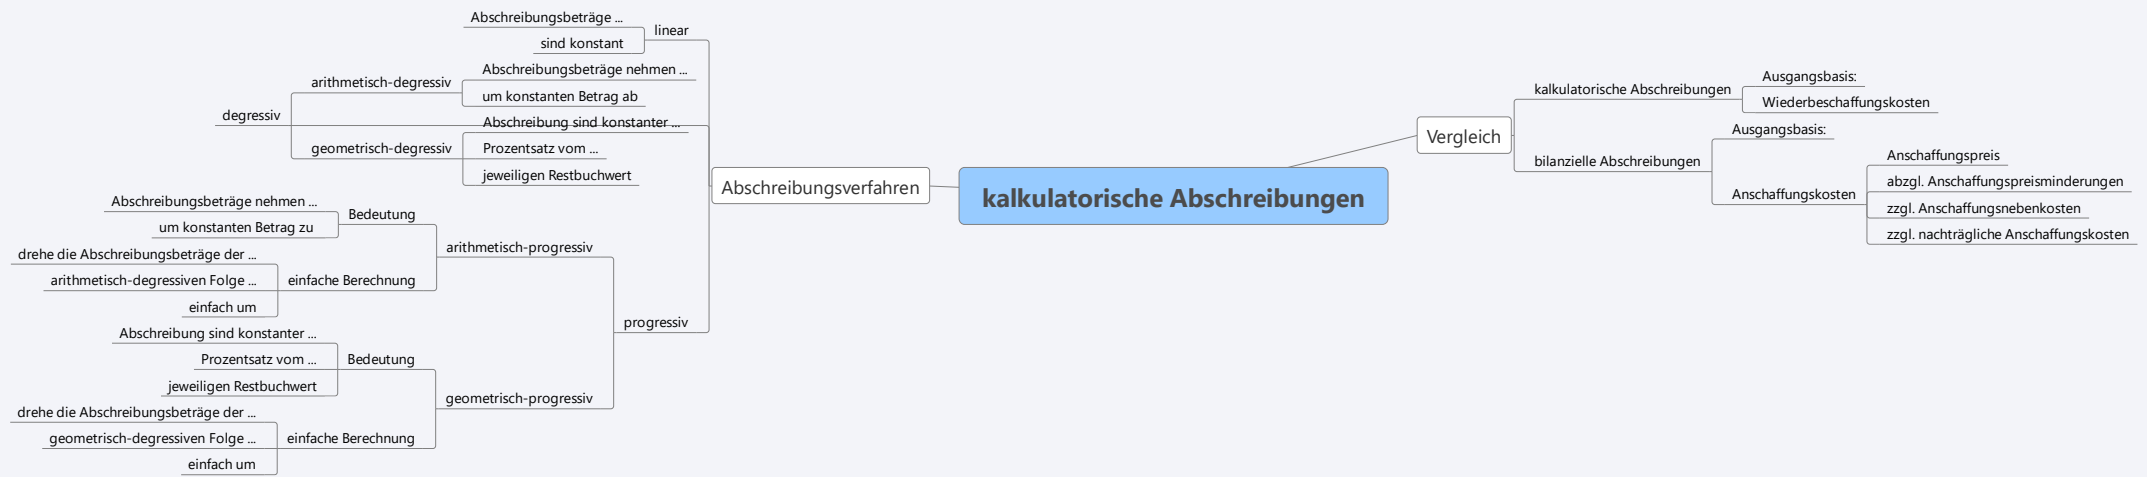 kalkulatorische Abschreibungen
Abschreibungsverfahren
linear
Abschreibungsbeträge ...
sind konstant
degressiv
arithmetisch-degressiv
Abschreibungsbeträge nehmen ...
um konstanten Betrag ab
geometrisch-degressiv
Abschreibung sind konstanter ...
Prozentsatz vom ...
jeweiligen Restbuchwert
progressiv
arithmetisch-progressiv
Bedeutung
Abschreibungsbeträge nehmen ...
um konstanten Betrag zu
einfache Berechnung
drehe die Abschreibungsbeträge der ...
arithmetisch-degressiven Folge ...
einfach um
geometrisch-progressiv
Bedeutung
Abschreibung sind konstanter ...
Prozentsatz vom ...
jeweiligen Restbuchwert
einfache Berechnung
drehe die Abschreibungsbeträge der ...
geometrisch-degressiven Folge ...
einfach um
Vergleich
kalkulatorische Abschreibungen
Ausgangsbasis:
Wiederbeschaffungskosten
bilanzielle Abschreibungen
Ausgangsbasis:
Anschaffungskosten
Anschaffungspreis
abzgl. Anschaffungspreisminderungen
zzgl. Anschaffungsnebenkosten
zzgl. nachträgliche Anschaffungskosten